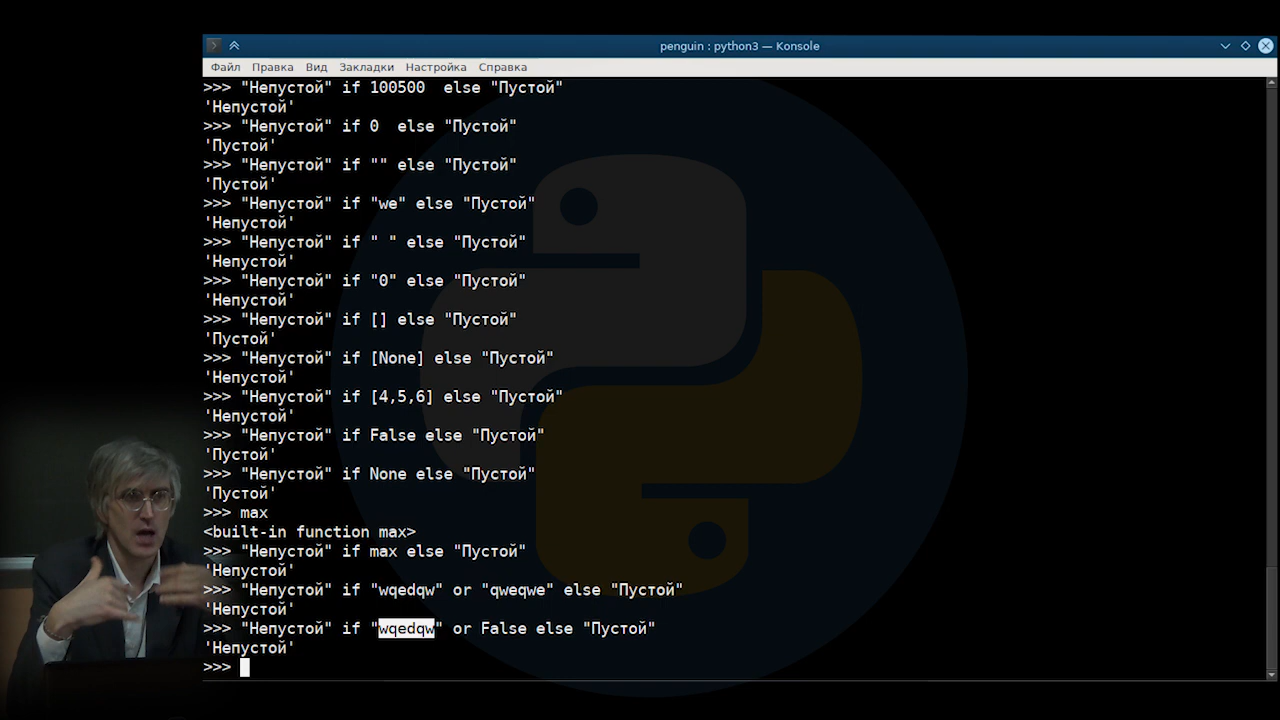 penguin : python3 — Konsole
Файл Правка Вид Закладки Настройка Справка
>>> "Непустой" if 100500  else "Пустой"
'Непустой'
>>> "Непустой" if 0  else "Пустой"
'Пустой'
>>> "Непустой" if "" else "Пустой"
'Пустой'
>>> "Непустой" if "we" else "Пустой"
'Непустой'
>>> "Непустой" if " " else "Пустой"
'Непустой'
>>> "Непустой" if "0" else "Пустой"
'Непустой'
>>> "Непустой" if [] else "Пустой"
'Пустой'
>>> "Непустой" if [None] else "Пустой"
'Непустой'
>>> "Непустой" if [4,5,6] else "Пустой"
'Непустой'
>>> "Непустой" if False else "Пустой"
'Пустой'
>>> "Непустой" if None else "Пустой"
'Пустой'
>>> max
<built-in function max>
>>> "Непустой" if max else "Пустой"
'Непустой'
>>> "Непустой" if "wqedqw" or "qweqwe" else "Пустой"
'Непустой'
>>> "Непустой" if "wqedqw" or False else "Пустой"
'Непустой'
>>>